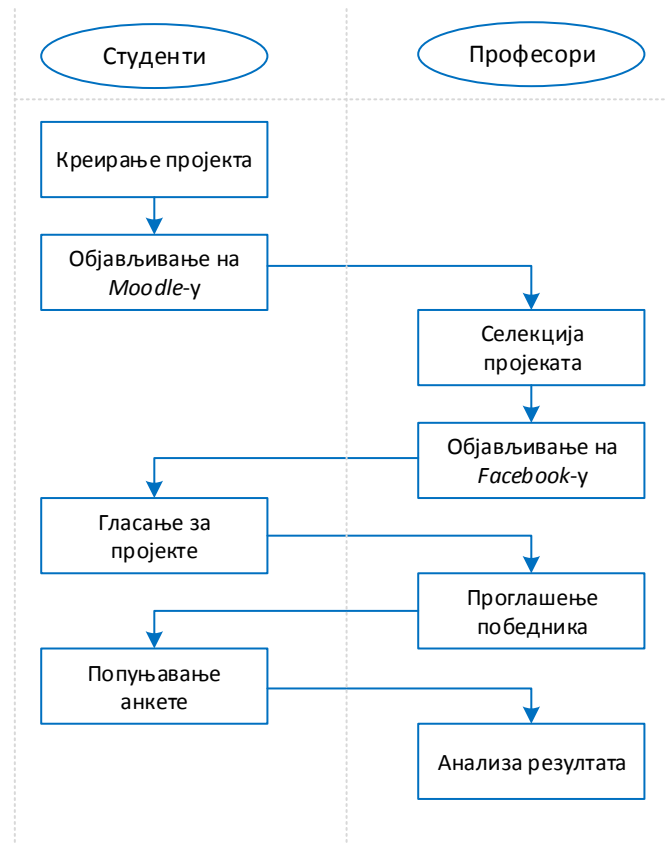 Студенти
Професори
Креирање пројекта
Објављивање на
Moodle-у
Селекција
пројеката
Објављивање на
Facebook-у
Гласање за
пројекте
Проглашење
победника
Попуњавање
анкете
Анализа резултата